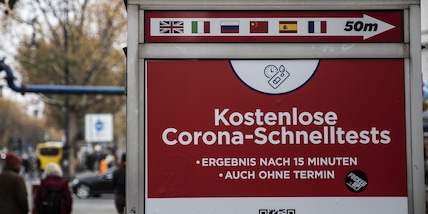 50m
Kostenlose
Corona-Schnelltests
• ERGEBNIS NACH 15 MINUTEN
• AUCH OHNE TERMIN